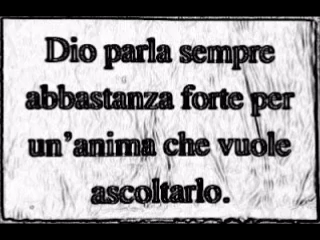 Dio parla sempre
abbastanza forte per
un'anima che vuole
ascoltarlo.